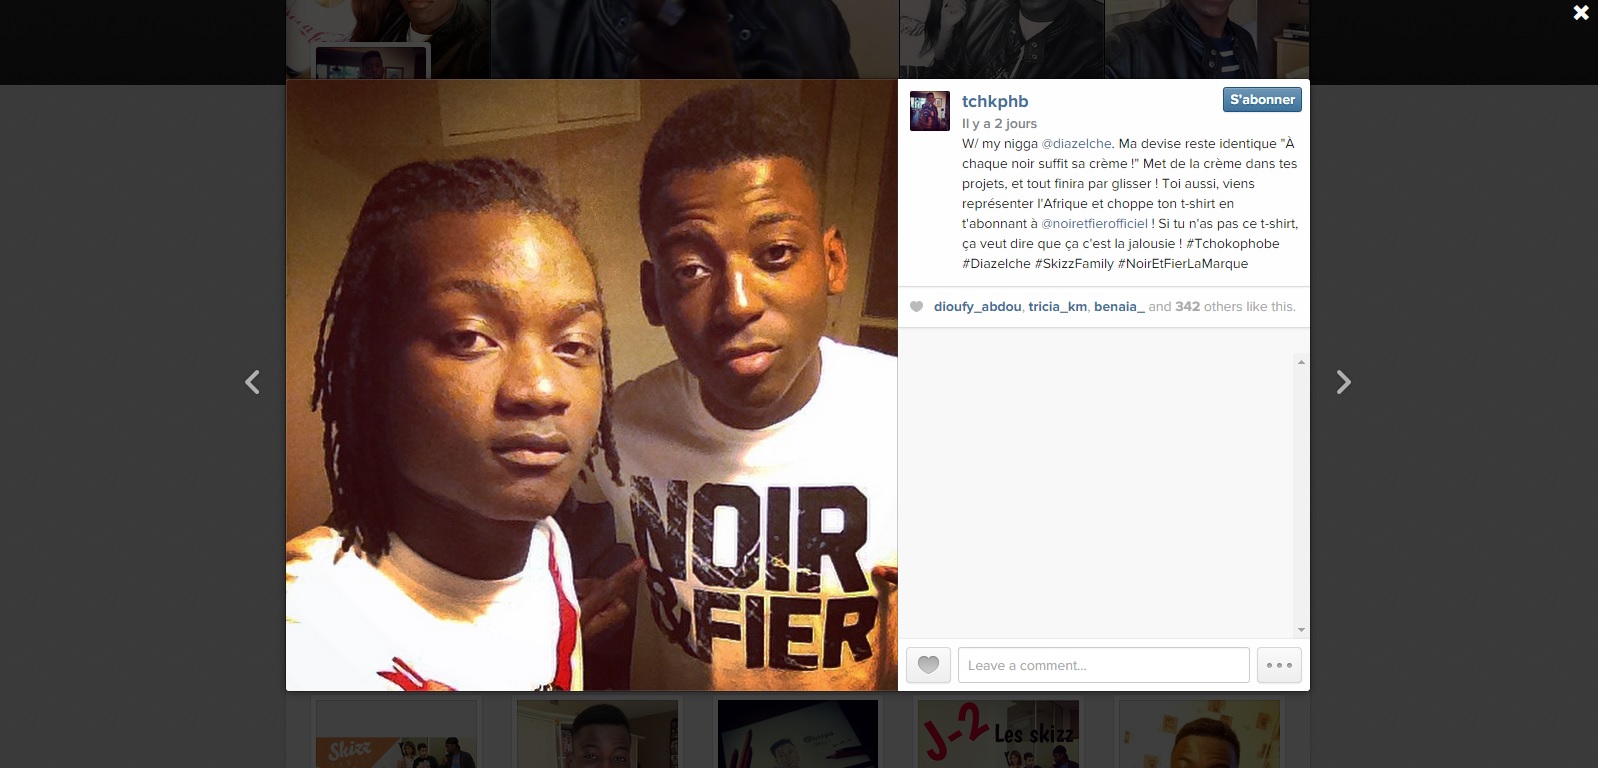 tchkphb
S'abonner
Il y a 2 jours
W/ my nigga @diazelche. Ma devise reste identique "À
chaque noir suffit sa crème !" Met de la crème dans tes
projets, et tout finira par glisser ! Toi aussi, viens
représenter l'Afrique et choppe ton t-shirt en
t'abonnant à @noiretfierofficiel ! Si tu n'as pas ce t-shirt,
ça veut dire que ça c'est la jalousie ! #Tchokophobe
#Diazelche #SkizzFamily #NoirEtFierLaMarque
dioufy_abdou, tricia_km, benaia_ and 342 others like this.
NOIR
&FIER
Leave a comment...
Skizz
J-2
Les skizz